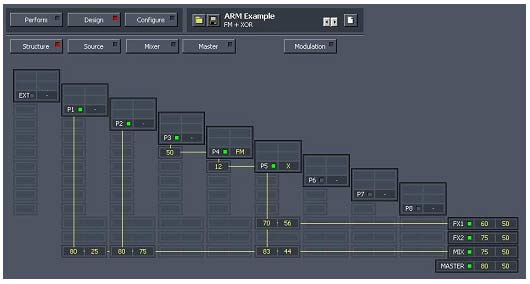 Perform Design Configure
ARM Example
FM + XOR
Structure Source Mixer Master Modulation
EXT -
P1 -
P2 -
P3 -
50
P4 FM
12
P5 X
P6 -
P7 -
P8 -
70 56
FX1 60 50
FX2 75 50
80 25 80 75 83 44
MIX 75 50
MASTER 80 50